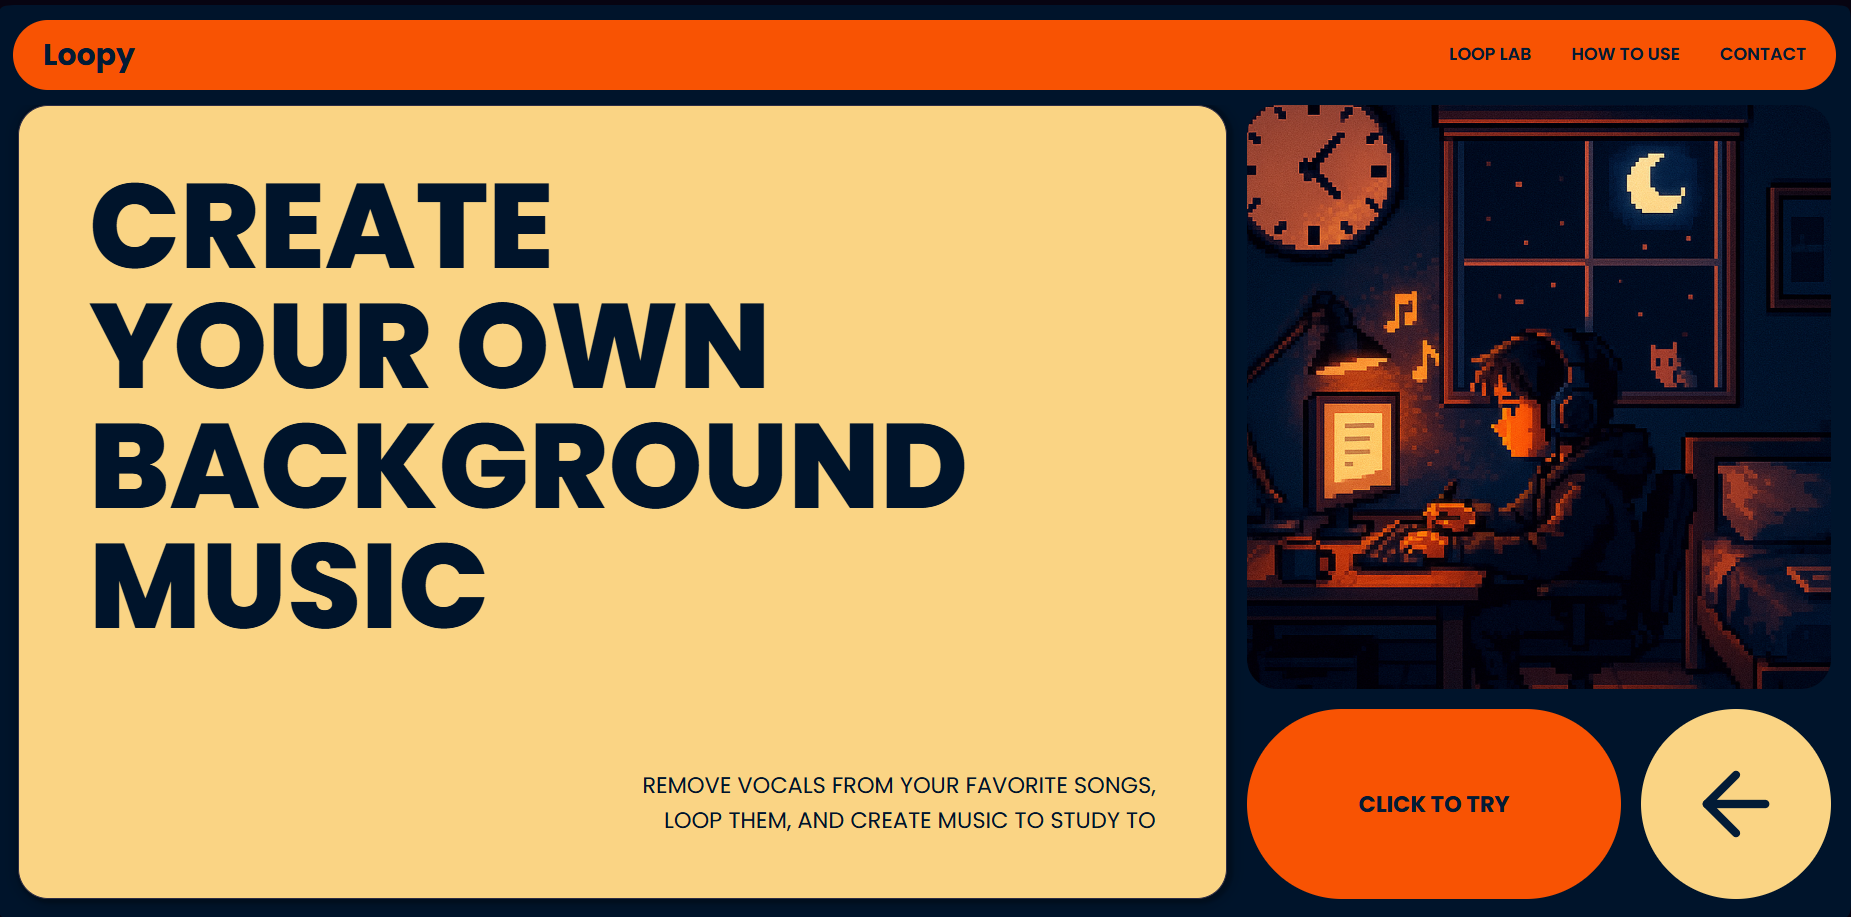 Loopy
LOOP LAB
HOW TO USE
CONTACT
CREATE
YOUR OWN
BACKGROUND
MUSIC
REMOVE VOCALS FROM YOUR FAVORITE SONGS,
LOOP THEM, AND CREATE MUSIC TO STUDY TO
CLICK TO TRY